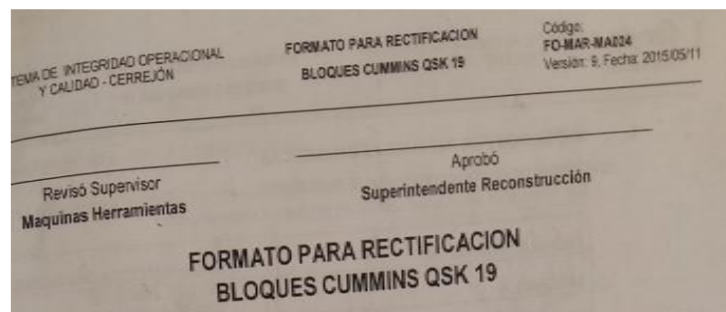 TEMA DE INTEGRIDAD OPERACIONAL
Y CALIDAD - CERREJÓN
FORMATO PARA RECTIFICACION
BLOQUES CUMMINS QSK 19
Código:
FO-MAR-MA024
Versión: 9, Fecha: 2015/05/11
Revisó Supervisor
Maquinas Herramientas
Aprobó
Superintendente Reconstrucción
FORMATO PARA RECTIFICACION
BLOQUES CUMMINS QSK 19